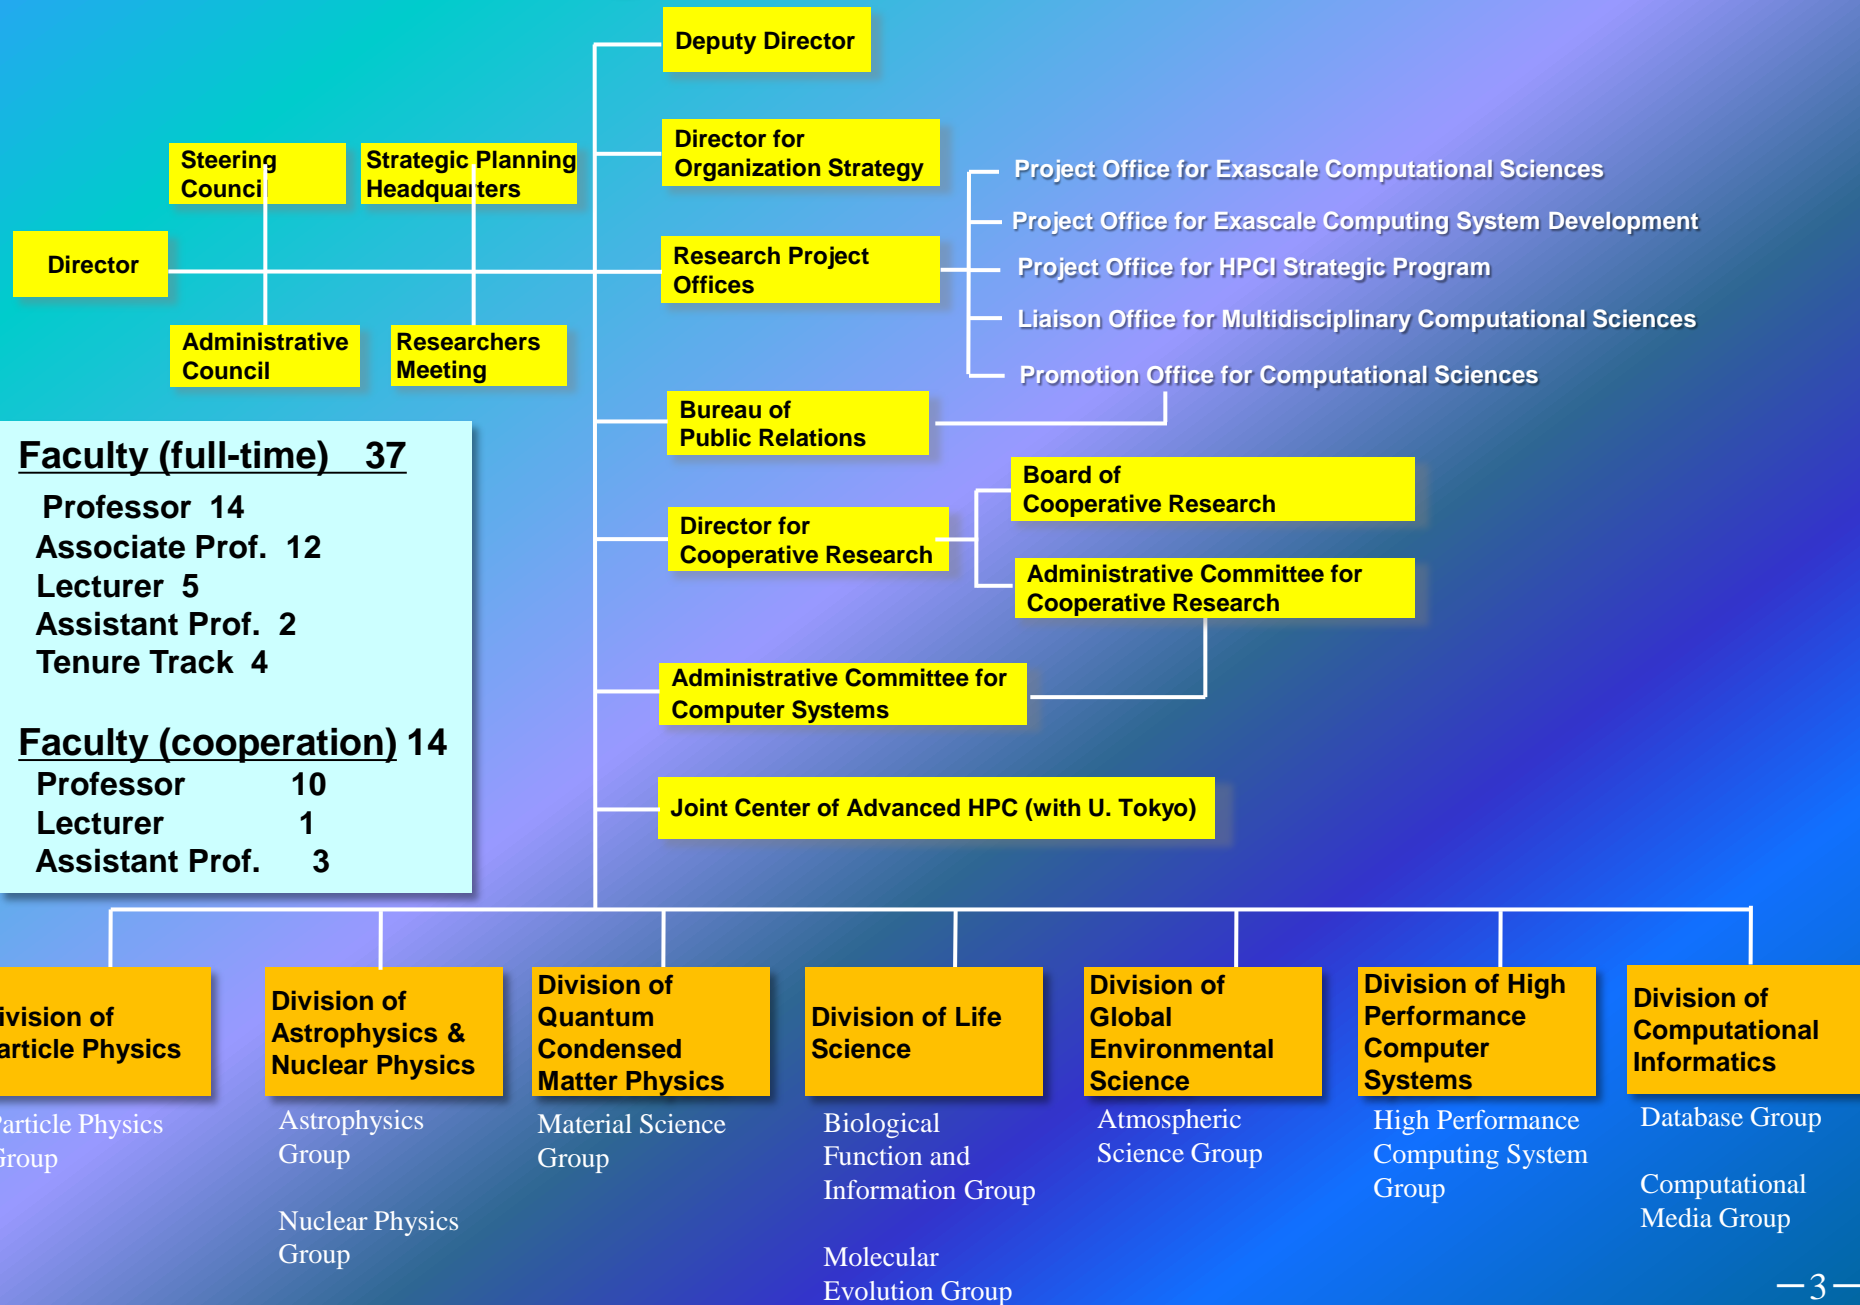 Deputy Director
Director for
Organization Strategy
Steering
Council
Strategic Planning
Headquarters
Project Office for Exascale Computational Sciences
Project Office for Exascale Computing System Development
Director
Research Project
Offices
Project Office for HPCI Strategic Program
Liaison Office for Multidisciplinary Computational Sciences
Administrative
Council
Researchers
Meeting
Promotion Office for Computational Sciences
Bureau of
Public Relations
Faculty (full-time) 37
Professor 14
Associate Prof. 12
Lecturer 5
Assistant Prof. 2
Tenure Track 4
Faculty (cooperation) 14
Professor 10
Lecturer 1
Assistant Prof. 3
Board of
Cooperative Research
Director for
Cooperative Research
Administrative Committee for
Cooperative Research
Administrative Committee for
Computer Systems
Joint Center of Advanced HPC (with U. Tokyo)
ivision of
article Physics
Division of
Astrophysics &
Nuclear Physics
Division of
Quantum
Condensed
Matter Physics
Division of Life
Science
Division of
Global
Environmental
Science
Division of High
Performance
Computer
Systems
Division of
Computational
Informatics
Particle Physics
Group
Astrophysics
Group
Nuclear Physics
Group
Material Science
Group
Biological
Function and
Information Group
Molecular
Evolution Group
Atmospheric
Science Group
High Performance
Computing System
Group
Database Group
Computational
Media Group
－3－